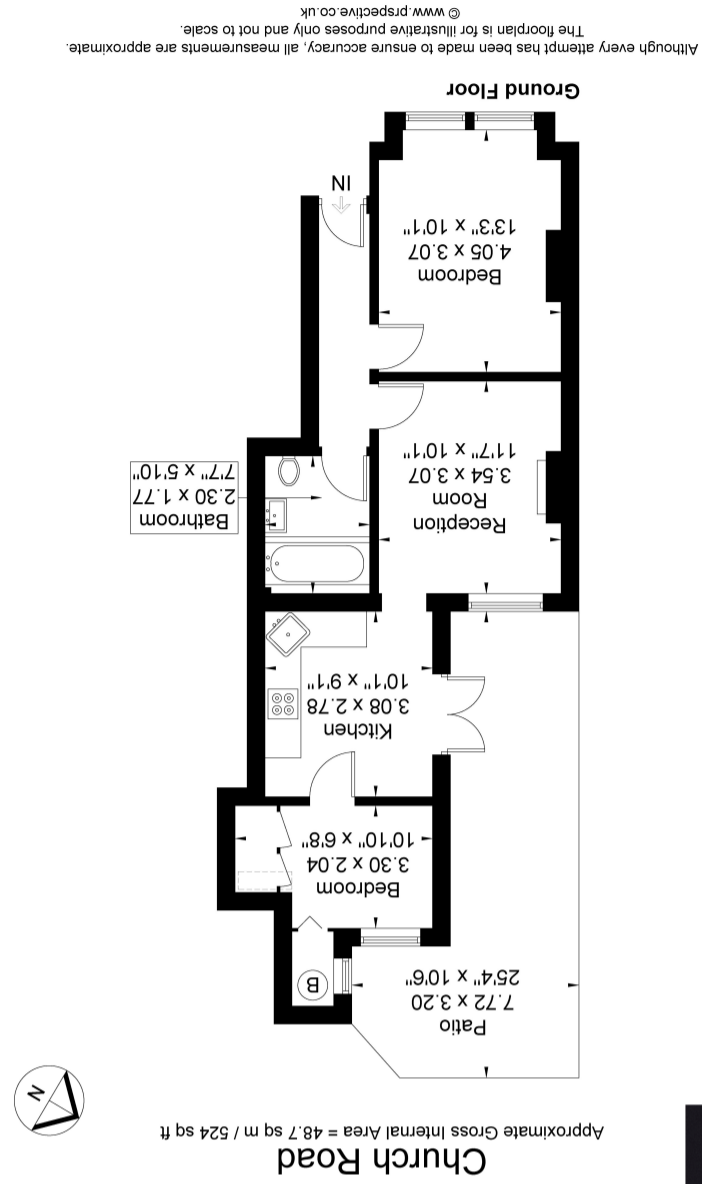 Church Road
Approximate Gross Internal Area = 48.7 sq m / 524 sq ft
N
Patio
7.72 x 3.20
25'4" x 10'6"
B
Bedroom
3.30 x 2.04
10'10" x 6'8"
Kitchen
3.08 x 2.78
10'1" x 9'1"
Reception
Room
3.54 x 3.07
11'7" x 10'1"
Bathroom
2.30 x 1.77
7'7" x 5'10"
Bedroom
4.05 x 3.07
13'3" x 10'1"
IN
Ground Floor
Although every attempt has been made to ensure accuracy, all measurements are approximate.
The floorplan is for illustrative purposes only and not to scale.
© www.prspective.co.uk